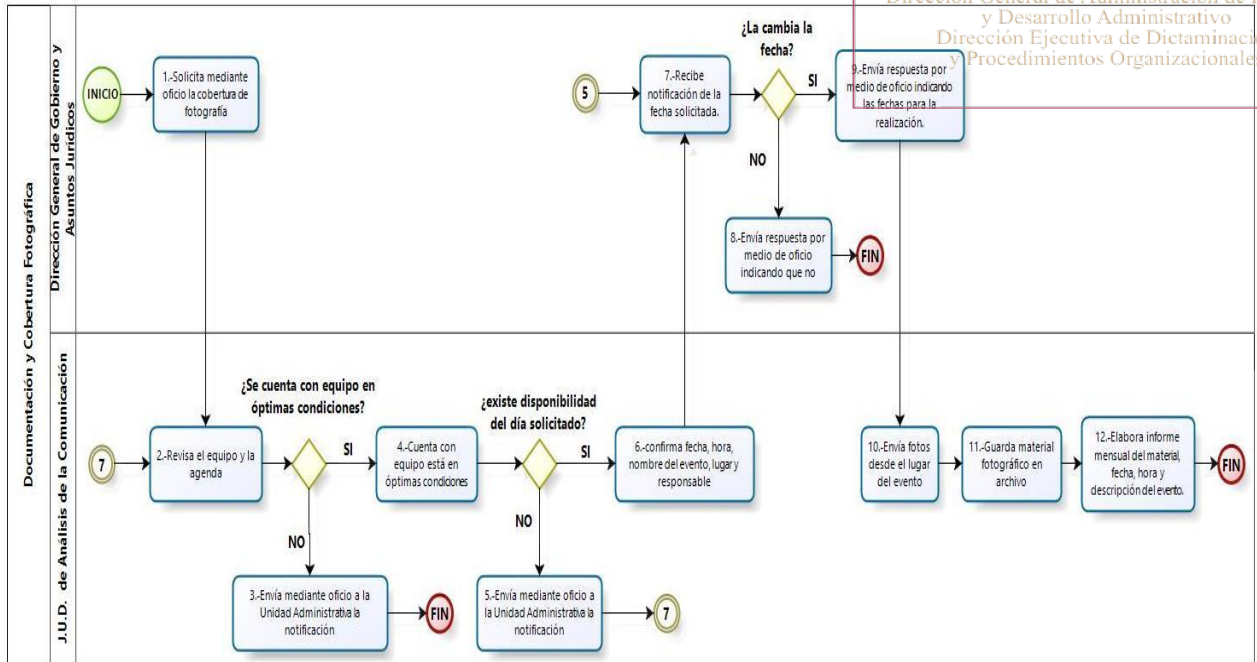 Documentación y Cobertura Fotográfica
Dirección General de Gobierno y
Asuntos Jurídicos
INICIO
1.-Solicita mediante
oficio la cobertura de
fotografía
5
7.-Recibe
notificación de la
fecha solicitada.
¿La cambia la
fecha?
SI
9.-Envía respuesta por
medio de oficio indicando
las fechas para la
realización.
NO
8.-Envía respuesta por
medio de oficio
indicando que no
FIN
y Desarrollo Administrativo
Dirección Ejecutiva de
y Procedimientos
J.U.D. de Análisis de la Comunicación
7
2.-Revisa el equipo y la
agenda
¿Se cuenta con equipo en
óptimas condiciones?
SI
NO
3.-Envía mediante oficio a la
Unidad Administrativa la
notificación
FIN
4.-Cuenta con
equipo está en
óptimas condiciones
¿existe disponibilidad
del día solicitado?
SI
NO
5.-Envía mediante oficio a
la Unidad Administrativa la
notificación
7
6.-confirma fecha, hora,
nombre del evento, lugar y
responsable
10.-Envía fotos
desde el lugar
del evento
11.-Guarda material
fotográfico en
archivo
12.-Elabora informe
mensual del material,
fecha, hora y
descripción del evento.
FIN